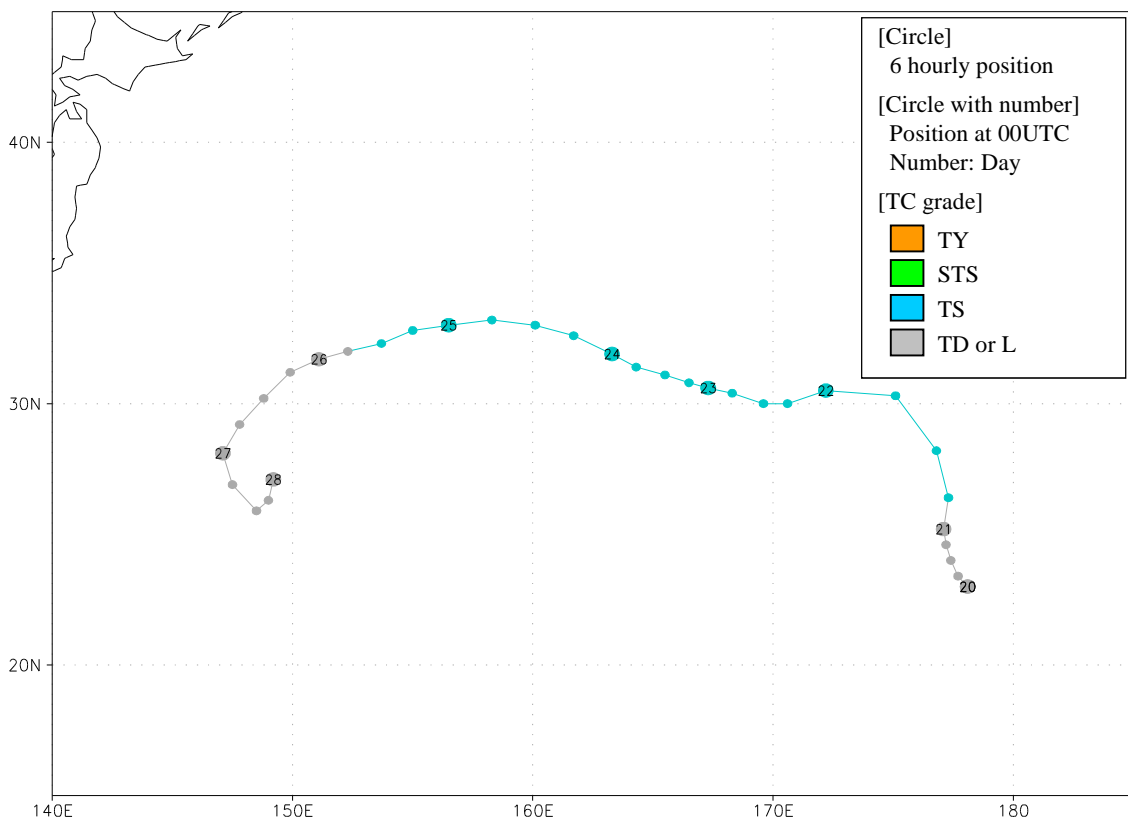 [Circle]
6 hourly position
[Circle with number]
Position at 00UTC
Number: Day
[TC grade]
TY
STS
TS
TD or L
40N
30N
20N
25
26
24
23
22
27
28
21
20
140E
150E
160E
170E
180